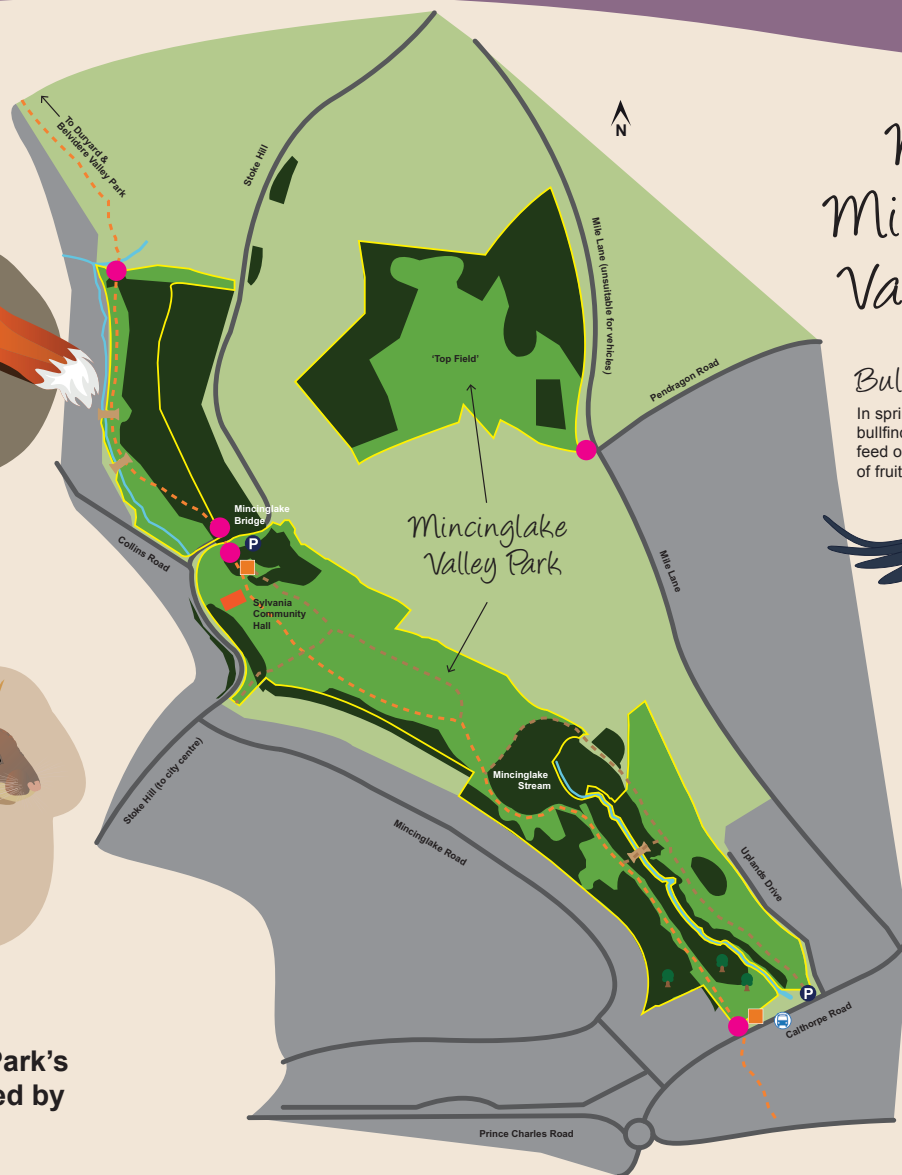 To Duryard &
Belvidere Valley Park
Stoke Hill
N
Mile Lane (unsuitable for vehicles)
Mi
Va
'Top Field'
Pendragon Road
Bul
In spri
bullfinc
feed o
of fruit
Mincinglake
Bridge
P
Mincinglake
Valley Park
Collins Road
Mile Lane
Sylvania
Community
Hall
Stoke Hill (to city centre)
Mincinglake
Stream
Mincinglake Road
Uplands Drive
P
Calthorpe Road
Park's
ed by
Prince Charles Road